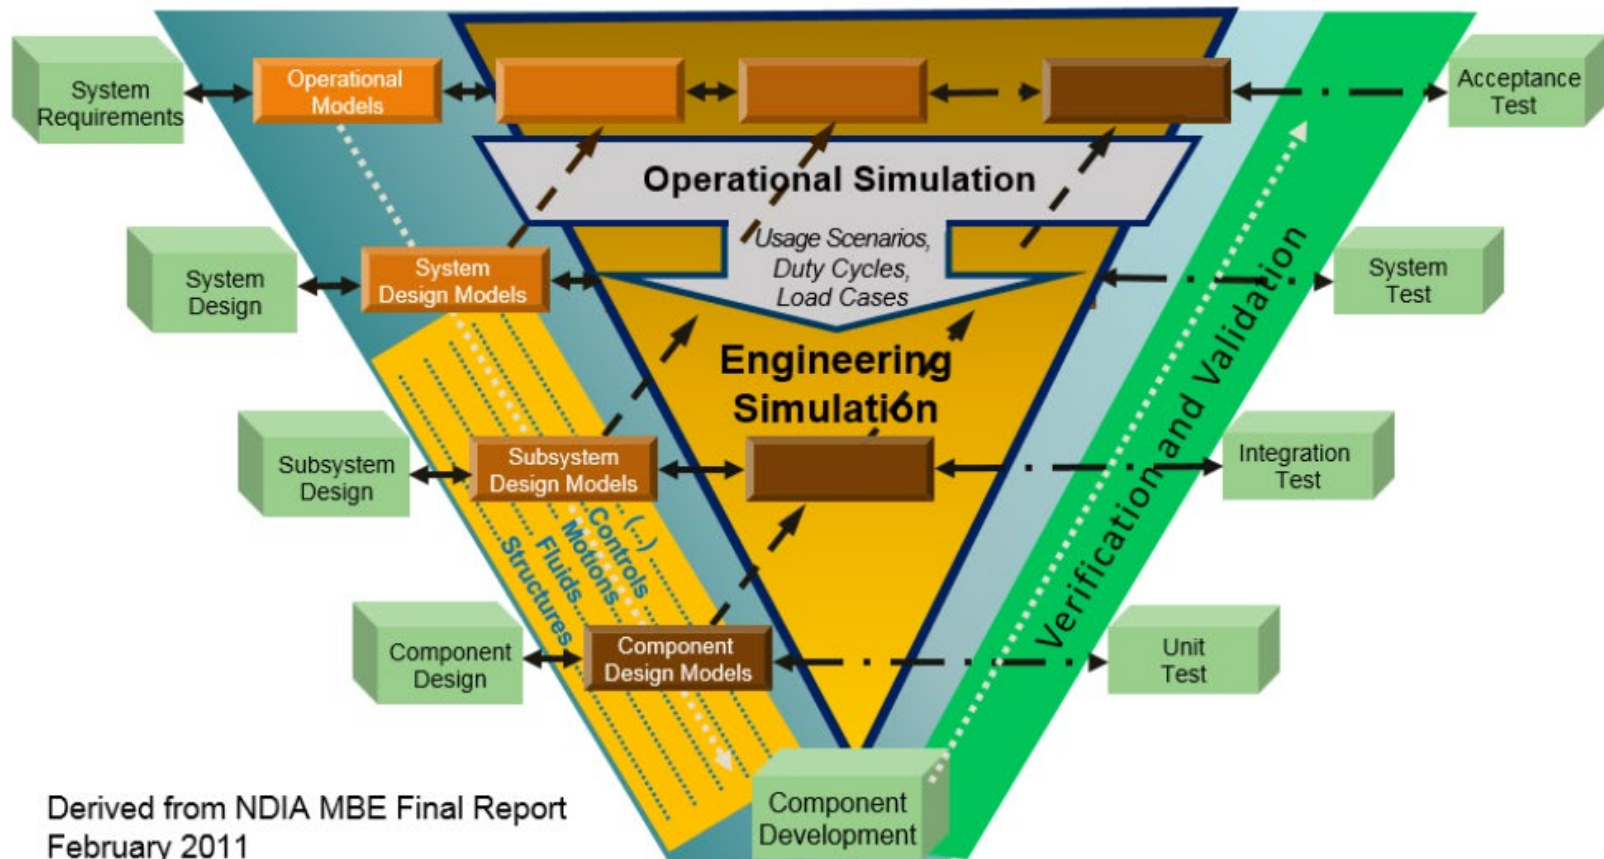 System
Requirements
Operational
Models
Acceptance
Test
Operational Simulation
Usage Scenarios,
Duty Cycles,
Load Cases
System
Design
System
Design Models
System
Test
Engineering
Simulation
Subsystem
Design
Subsystem
Design Models
Integration
Test
(...)
Controls
Motions
Fluids
Structures
Verification and Validation
Component
Design
Component
Design Models
Unit
Test
Component
Development
Derived from NDIA MBE Final Report
February 2011